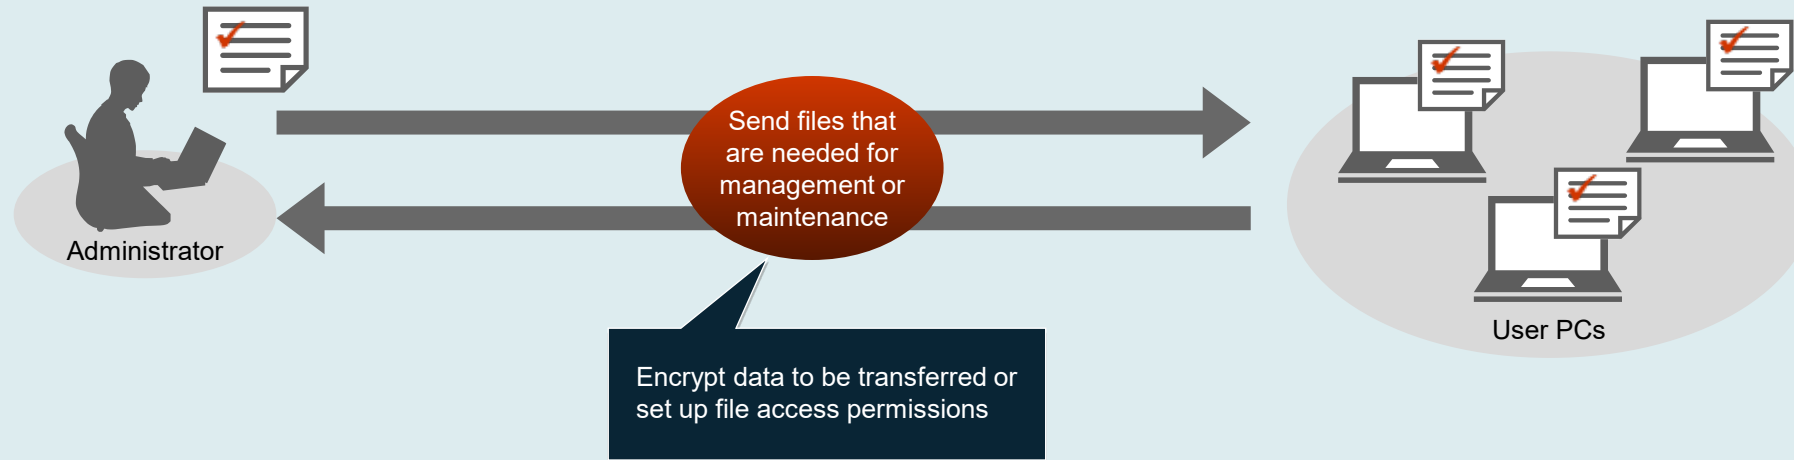 Send files that
are needed for
management or
maintenance
Administrator
User PCs
Encrypt data to be transferred or
set up file access permissions